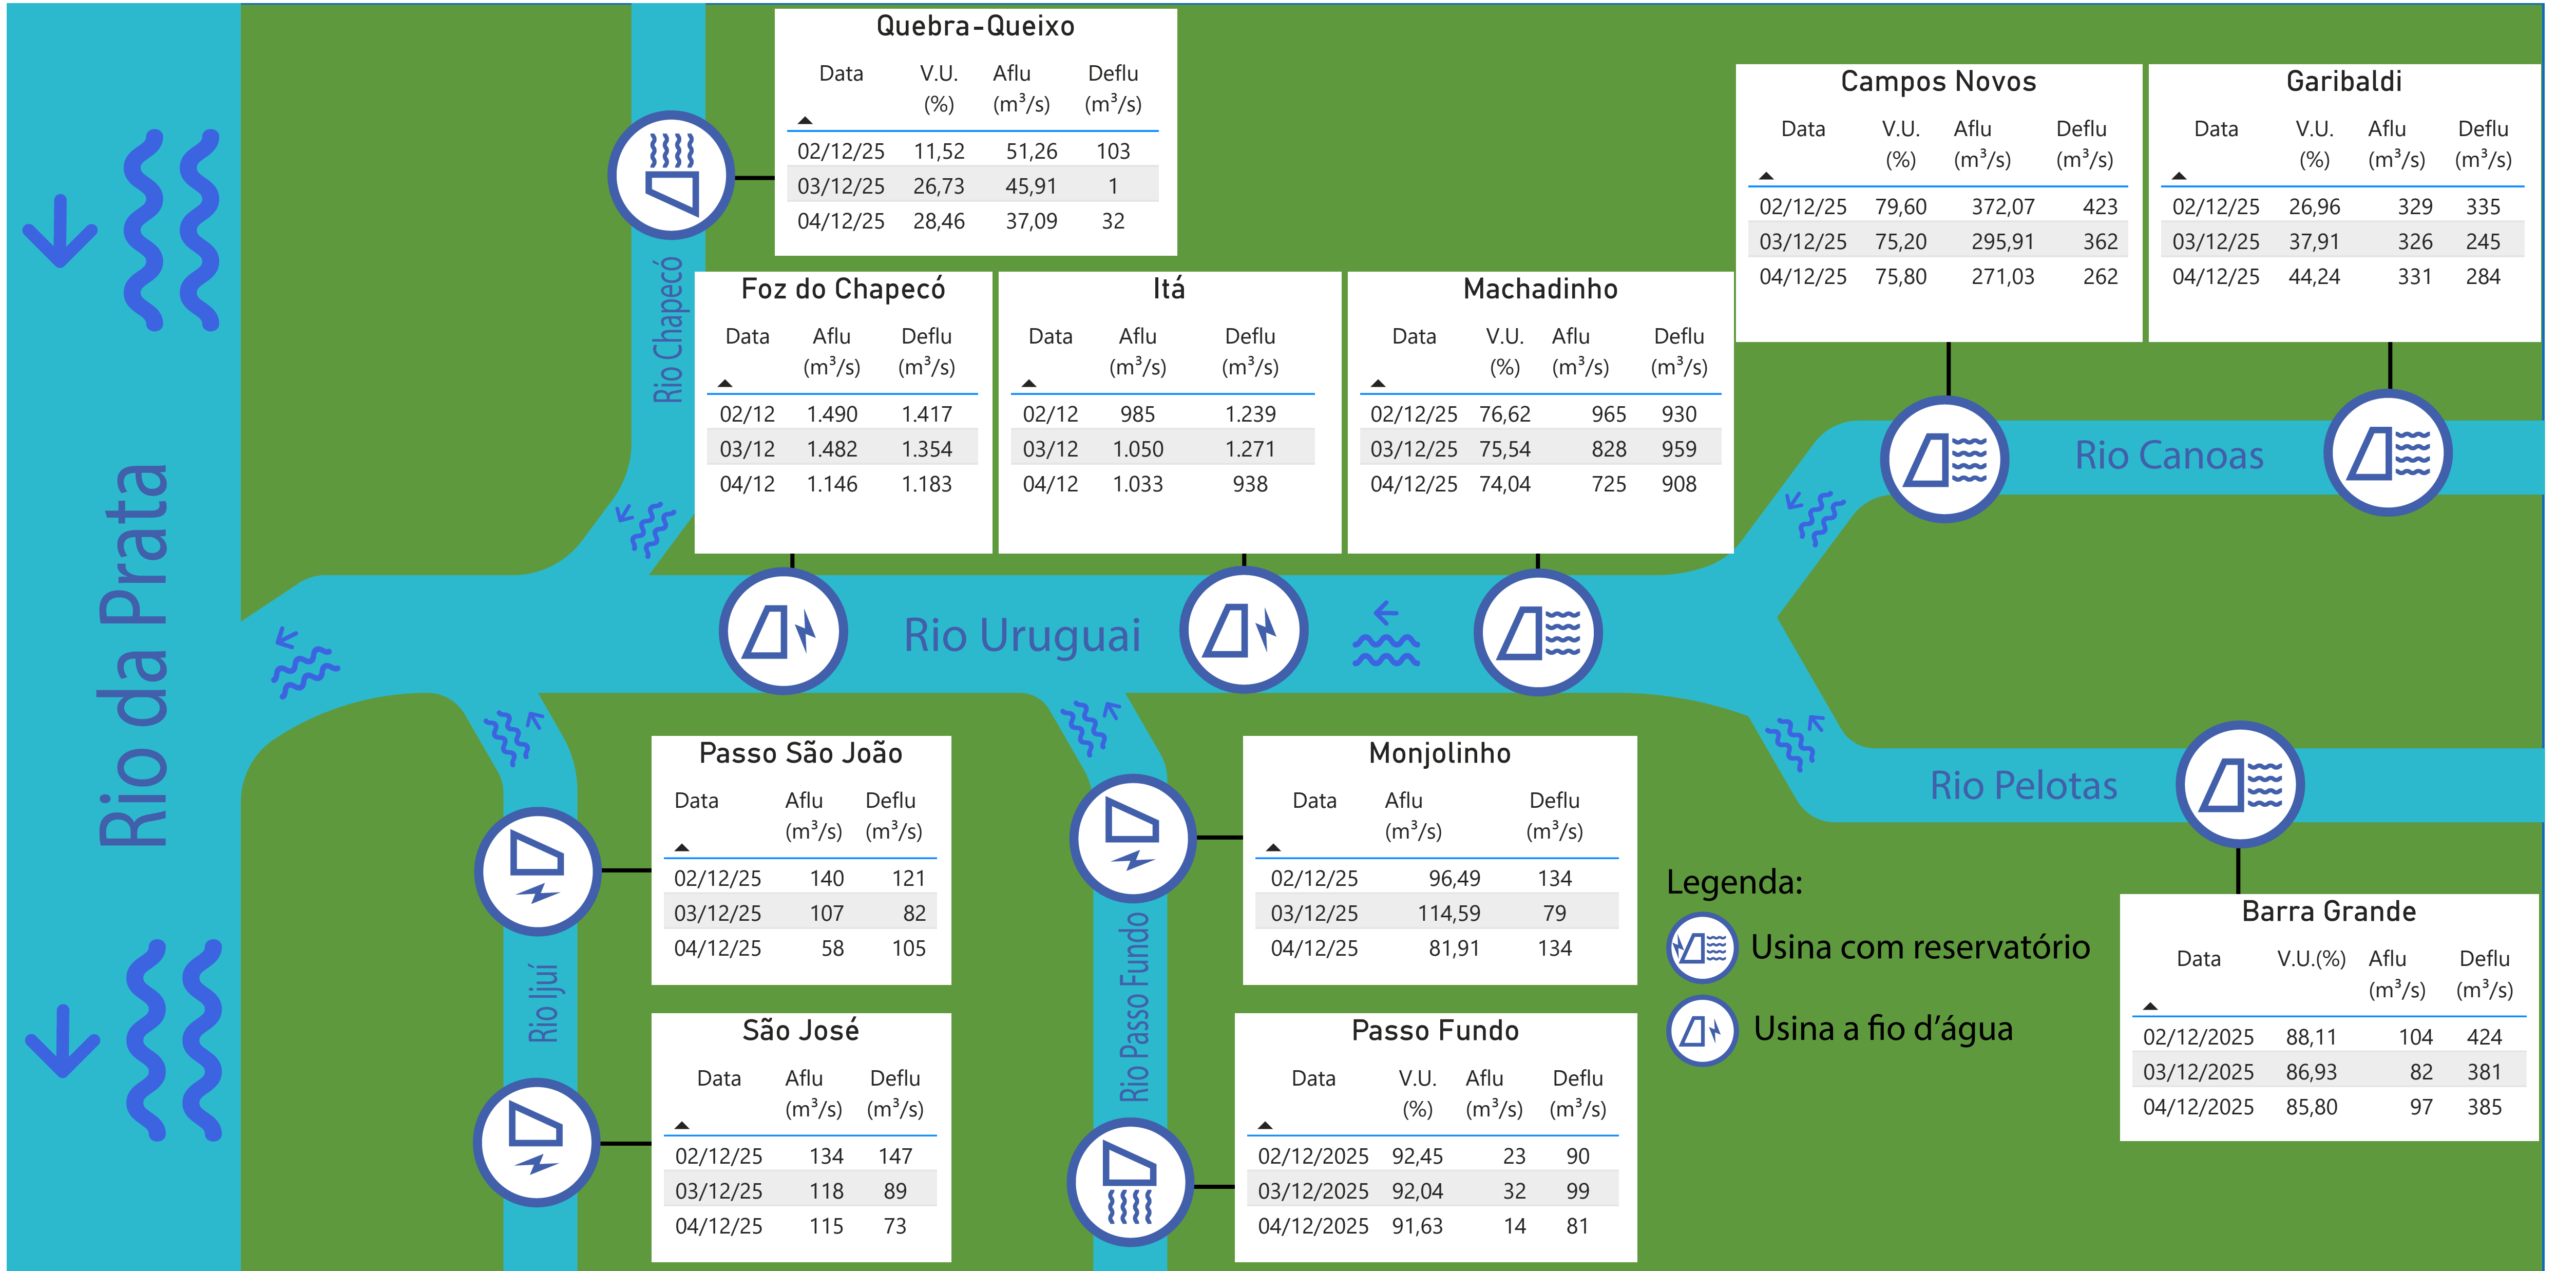 Quebra-Queixo
Data V.U. (%) Aflu (m³/s) Deflu (m³/s)
02/12/25 11,52 51,26 103
03/12/25 26,73 45,91 1
04/12/25 28,46 37,09 32
Campos Novos
Data V.U. (%) Aflu (m³/s) Deflu (m³/s)
02/12/25 79,60 372,07 423
03/12/25 75,20 295,91 362
04/12/25 75,80 271,03 262
Garibaldi
Data V.U. (%) Aflu (m³/s) Deflu (m³/s)
02/12/25 26,96 329 335
03/12/25 37,91 326 245
04/12/25 44,24 331 284
Rio Chapecó
Foz do Chapecó
Data Aflu (m³/s) Deflu (m³/s)
02/12 1.490 1.417
03/12 1.482 1.354
04/12 1.146 1.183
Itá
Data Aflu (m³/s) Deflu (m³/s)
02/12 985 1.239
03/12 1.050 1.271
04/12 1.033 938
Machadinho
Data V.U. (%) Aflu (m³/s) Deflu (m³/s)
02/12/25 76,62 965 930
03/12/25 75,54 828 959
04/12/25 74,04 725 908
Rio Canoas
Rio da Prata
Rio Uruguai
Rio Pelotas
Passo São João
Data Aflu (m³/s) Deflu (m³/s)
02/12/25 140 121
03/12/25 107 82
04/12/25 58 105
Monjolinho
Data Aflu (m³/s) Deflu (m³/s)
02/12/25 96,49 134
03/12/25 114,59 79
04/12/25 81,91 134
Legenda:
Usina com reservatório
Usina a fio d’água
Barra Grande
Data V.U.(%) Aflu (m³/s) Deflu (m³/s)
02/12/2025 88,11 104 424
03/12/2025 86,93 82 381
04/12/2025 85,80 97 385
Rio Ijuí
São José
Data Aflu (m³/s) Deflu (m³/s)
02/12/25 134 147
03/12/25 118 89
04/12/25 115 73
Rio Passo Fundo
Passo Fundo
Data V.U. (%) Aflu (m³/s) Deflu (m³/s)
02/12/2025 92,45 23 90
03/12/2025 92,04 32 99
04/12/2025 91,63 14 81